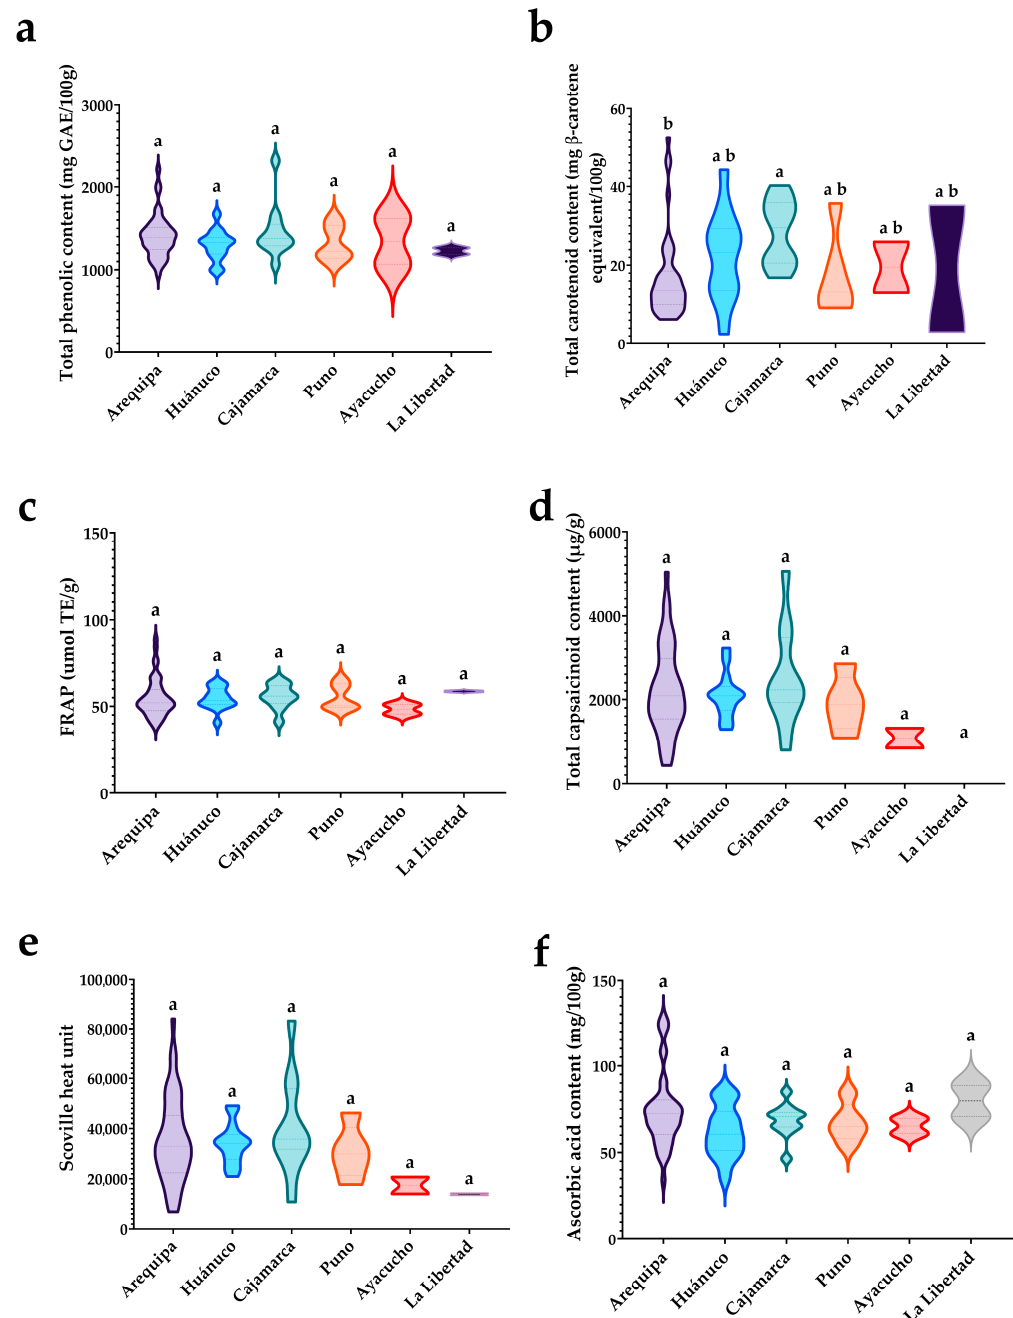 a
Total phenolic content (mg GAE/100g)
3000
2000
1000
0
a
a
a
a
a
a
Arequipa
Huánuco
Cajamarca
Puno
Ayacucho
La Libertad
b
Total carotenoid content (mg β-carotene
equivalent/100g)
60
40
20
0
b
a b
a
a b
a b
a b
Arequipa
Huánuco
Cajamarca
Puno
Ayacucho
La Libertad
c
FRAP (umol TE/g)
150
100
50
0
a
a
a
a
a
a
Arequipa
Huánuco
Cajamarca
Puno
Ayacucho
La Libertad
d
Total capsaicinoid content (µg/g)
6000
4000
2000
0
a
a
a
a
a
a
Arequipa
Huánuco
Cajamarca
Puno
Ayacucho
La Libertad
e
Scoville heat unit
100,000
80,000
60,000
40,000
20,000
0
a
a
a
a
a
a
Arequipa
Huánuco
Cajamarca
Puno
Ayacucho
La Libertad
f
Ascorbic acid content (mg/100g)
150
100
50
0
a
a
a
a
a
a
Arequipa
Huánuco
Cajamarca
Puno
Ayacucho
La Libertad